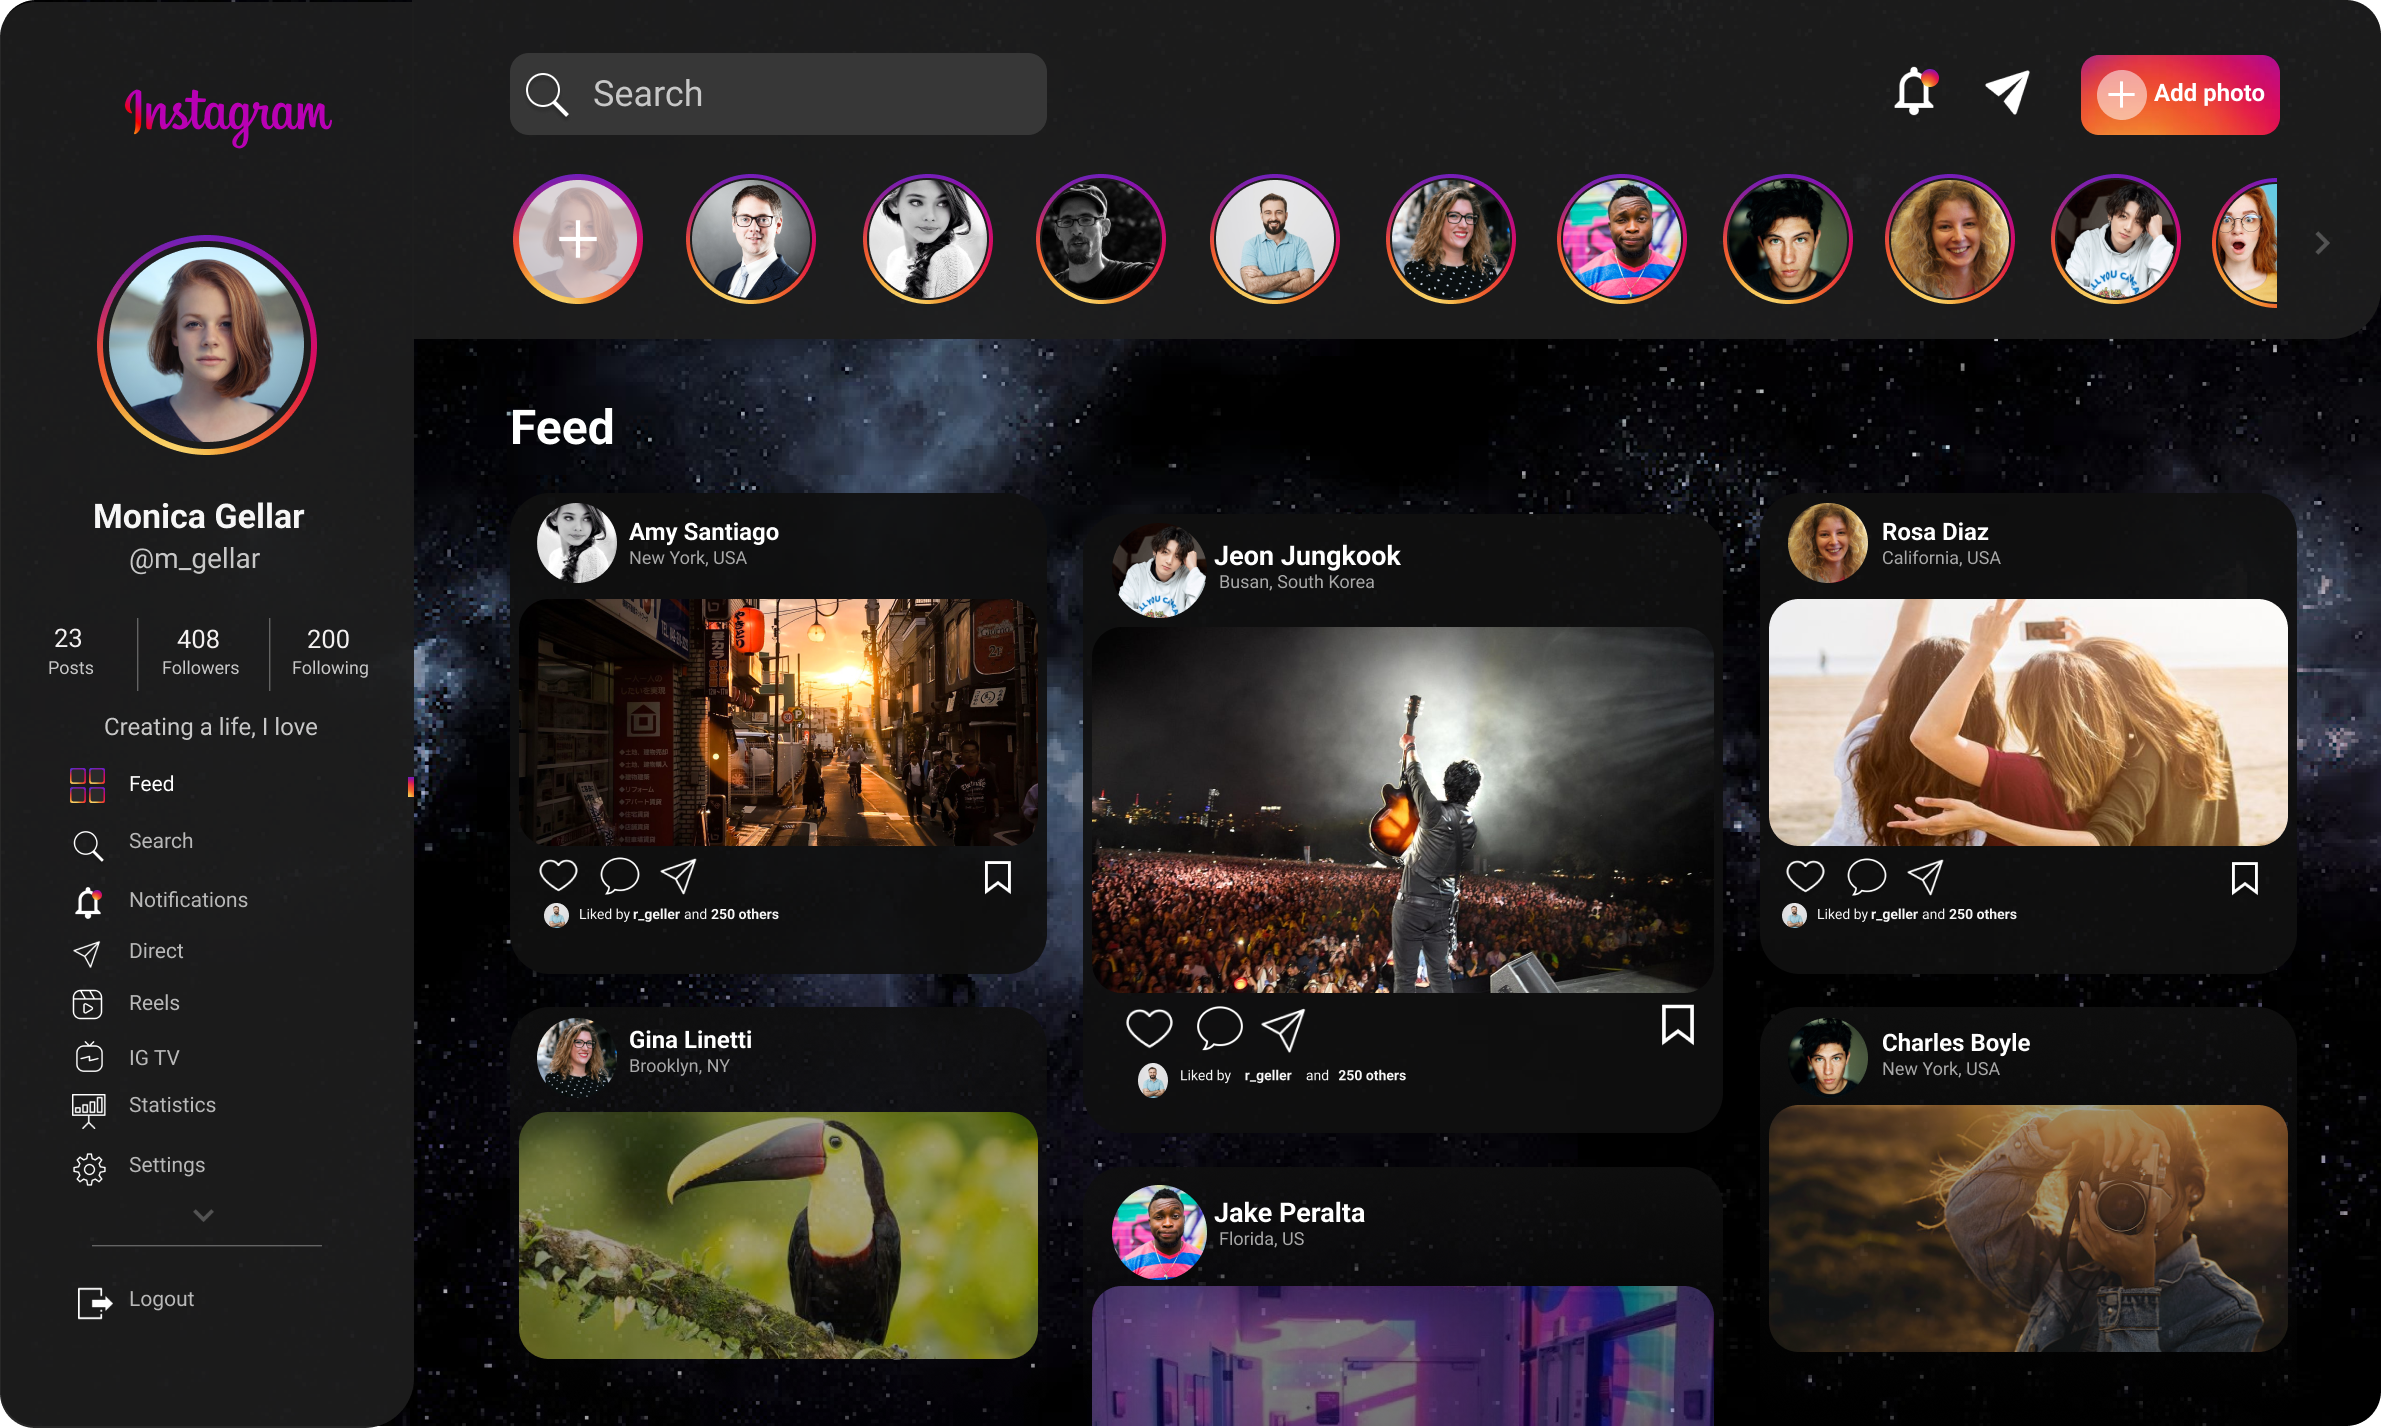 Instagram
Monica Gellar
@m_gellar
23
Posts
408
Followers
200
Following
Creating a life, I love
Feed
Search
Notifications
Direct
Reels
IG TV
Statistics
Settings
Logout
Search
Add photo
Feed
Amy Santiago
New York, USA
Liked by r_geller and 250 others
Gina Linetti
Brooklyn, NY
Jeon Jungkook
Busan, South Korea
Liked by r_geller and 250 others
Jake Peralta
Florida, US
Rosa Diaz
California, USA
Liked by r_geller and 250 others
Charles Boyle
New York, USA